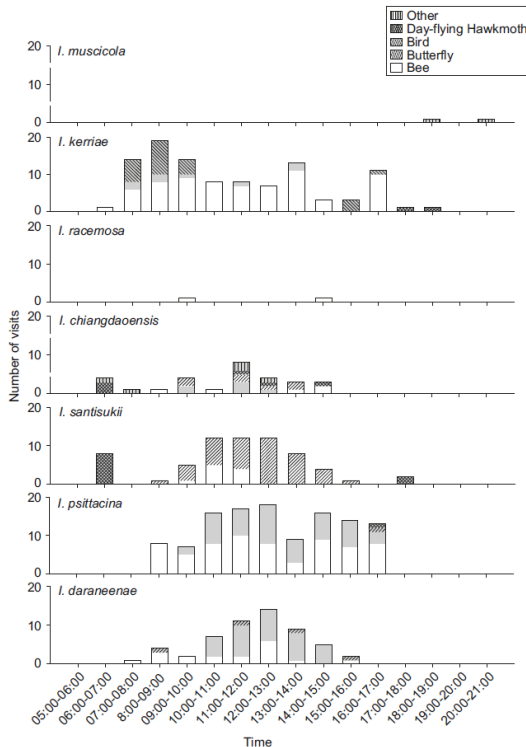 Other
Day-flying Hawkmoth
Bird
Butterfly
Bee
Number of visits
I. muscicola
20
10
0
I. kerriae
20
10
0
I. racemosa
20
10
0
I. chiangdaoensis
20
10
0
I. santisukii
20
10
0
I. psittacina
20
10
0
I. daraneenae
20
10
0
05:00-06:00
06:00-07:00
07:00-08:00
8:00-09:00
09:00-10:00
10:00-11:00
11:00-12:00
12:00-13:00
13:00-14:00
14:00-15:00
15:00-16:00
16:00-17:00
17:00-18:00
18:00-19:00
19:00-20:00
20:00-21:00
Time